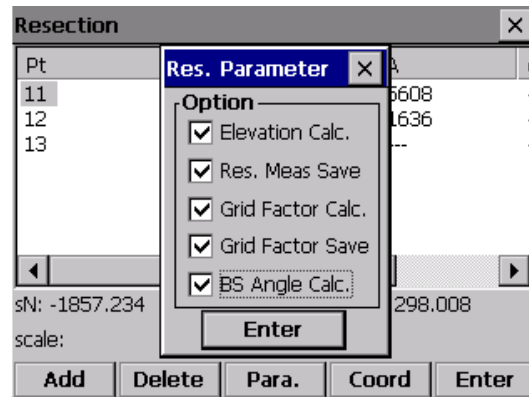 Resection
Pt
A
11
6608
12
1636
13
---
Res. Parameter
Option
Elevation Calc.
Res. Meas Save
Grid Factor Calc.
Grid Factor Save
BS Angle Calc.
Enter
sN: -1857.234
298.008
scale:
Add Delete Para. Coord Enter